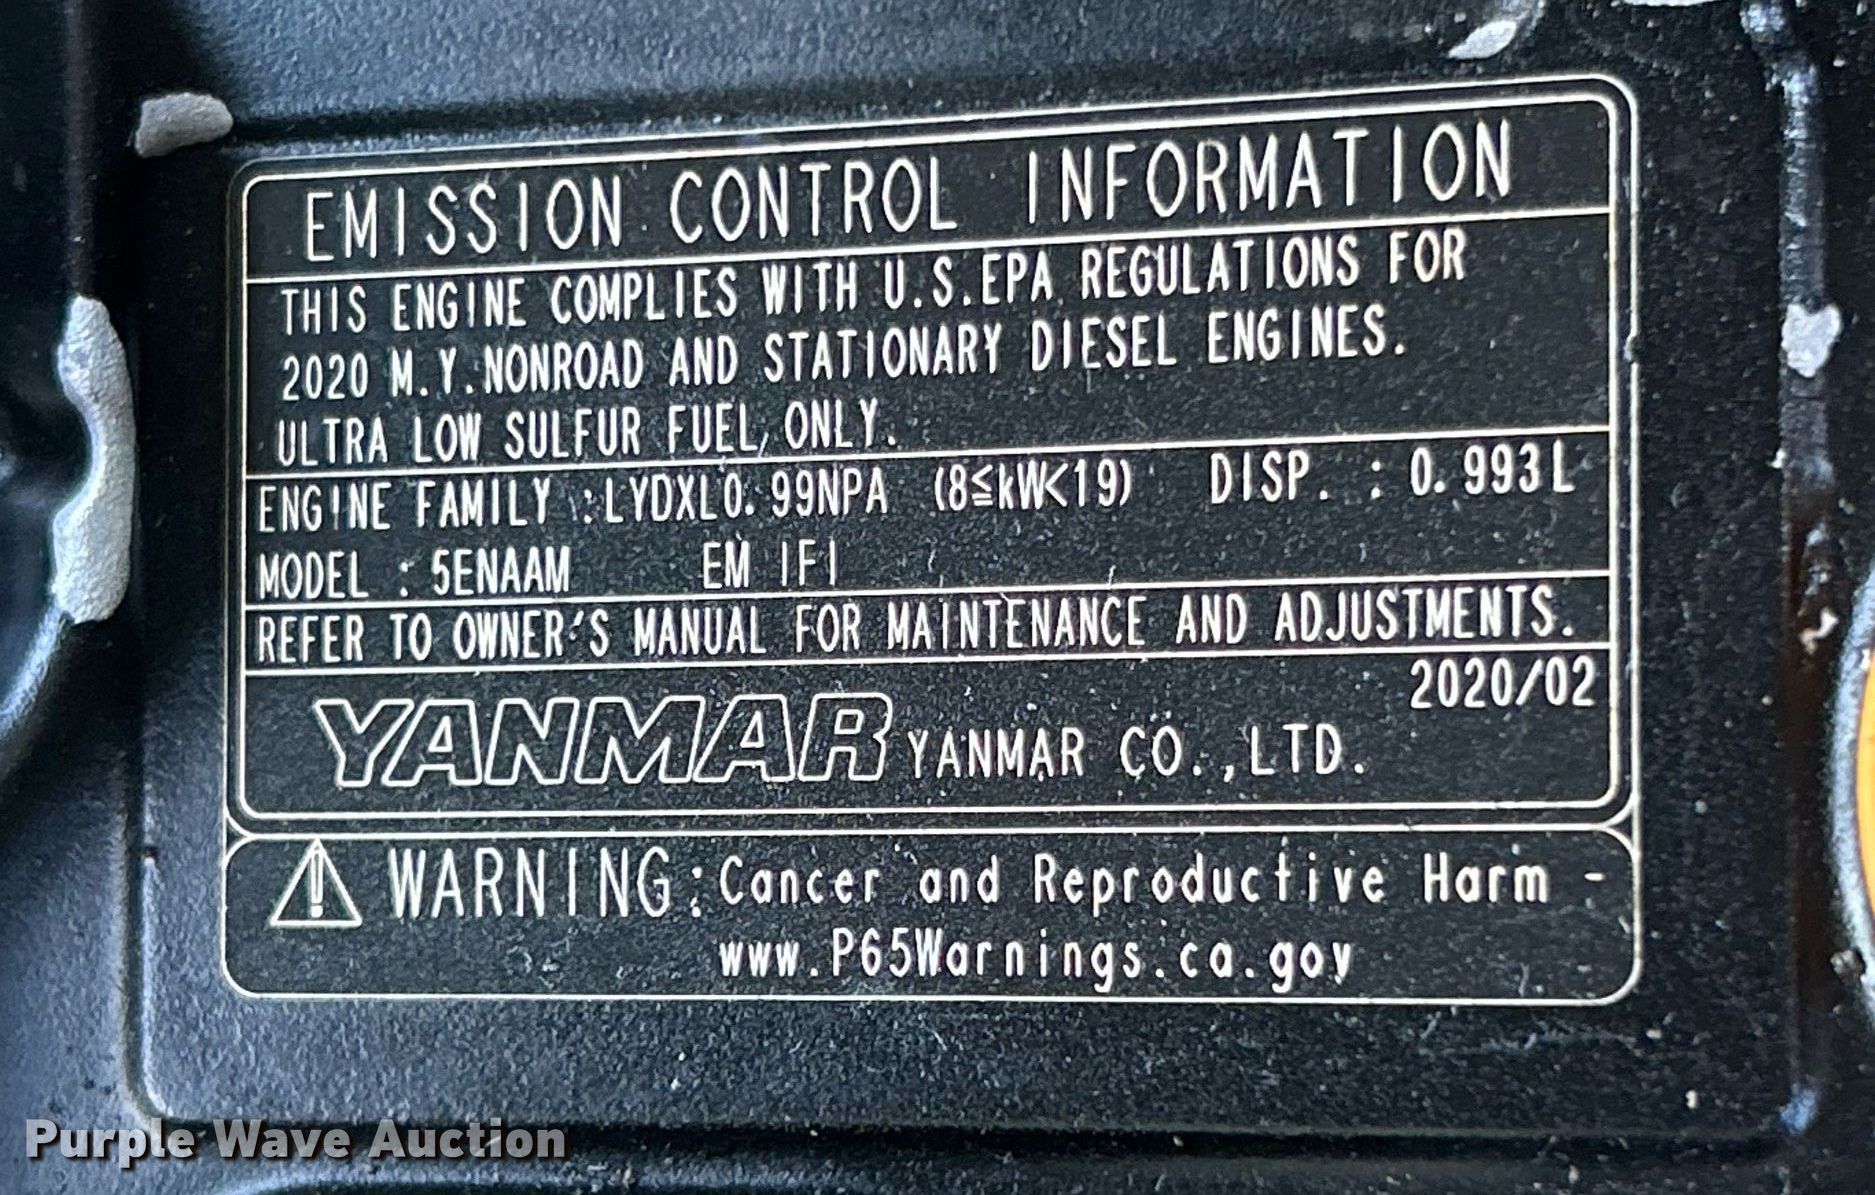 EMISSION CONTROL INFORMATION
THIS ENGINE COMPLIES WITH U.S.EPA REGULATIONS FOR
2020 M.Y.NONROAD AND STATIONARY DIESEL ENGINES.
ULTRA LOW SULFUR FUEL ONLY.
ENGINE FAMILY :LYDXL0.99NPA (8≦kW<19) DISP. : 0.993L
MODEL : 5ENAAM EM IFI
REFER TO OWNER'S MANUAL FOR MAINTENANCE AND ADJUSTMENTS.
2020/02
YANMAR YANMAR CO.,LTD.
WARNING:Cancer and Reproductive Harm -
www.P65Warnings.ca.gov
Purple Wave Auction